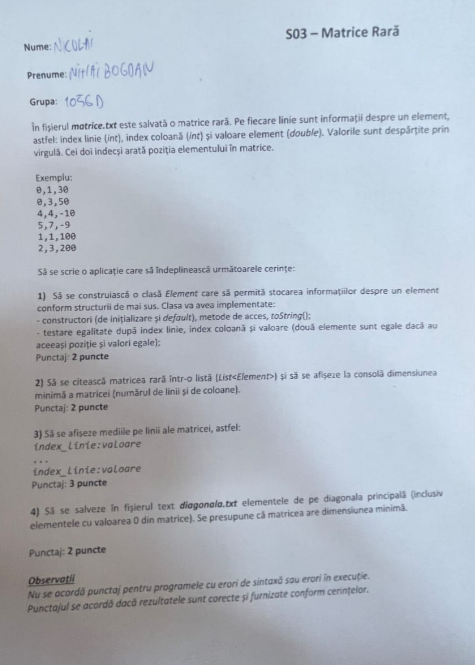 S03 – Matrice Rară
Nume: NICOLAI
Prenume: MIHAI BOGDAN
Grupa: 1056D
În fișierul matrice.txt este salvată o matrice rară. Pe fiecare linie sunt informații despre un element,
astfel: index linie (int), index coloană (int) și valoare element (double). Valorile sunt despărțite prin
virgulă. Cei doi indecși arată poziția elementului în matrice.
Exemplu:
0,1,30
0,3,50
4,4,-10
5,7,-9
1,1,100
2,3,200
Să se scrie o aplicație care să îndeplinească următoarele cerințe:
1) Să se construiască o clasă Element care să permită stocarea informațiilor despre un element
conform structurii de mai sus. Clasa va avea implementate:
- constructori (de inițializare și default), metode de acces, toString();
- testare egalitate după index linie, index coloană și valoare (două elemente sunt egale dacă au
aceeași poziție și valori egale);
Punctaj: 2 puncte
2) Să se citească matricea rară într-o listă (List<Element>) și să se afișeze la consolă dimensiunea
minimă a matricei (numărul de linii și de coloane).
Punctaj: 2 puncte
3) Să se afișeze mediile pe linii ale matricei, astfel:
index_linie:valoare
...
index_linie:valoare
Punctaj: 3 puncte
4) Să se salveze în fișierul text diagonala.txt elementele de pe diagonala principală (inclusiv
elementele cu valoarea 0 din matrice). Se presupune că matricea are dimensiunea minimă.
Punctaj: 2 puncte
Observații
Nu se acordă punctaj pentru programele cu erori de sintaxă sau erori în execuție.
Punctajul se acordă dacă rezultatele sunt corecte și furnizate conform cerințelor.